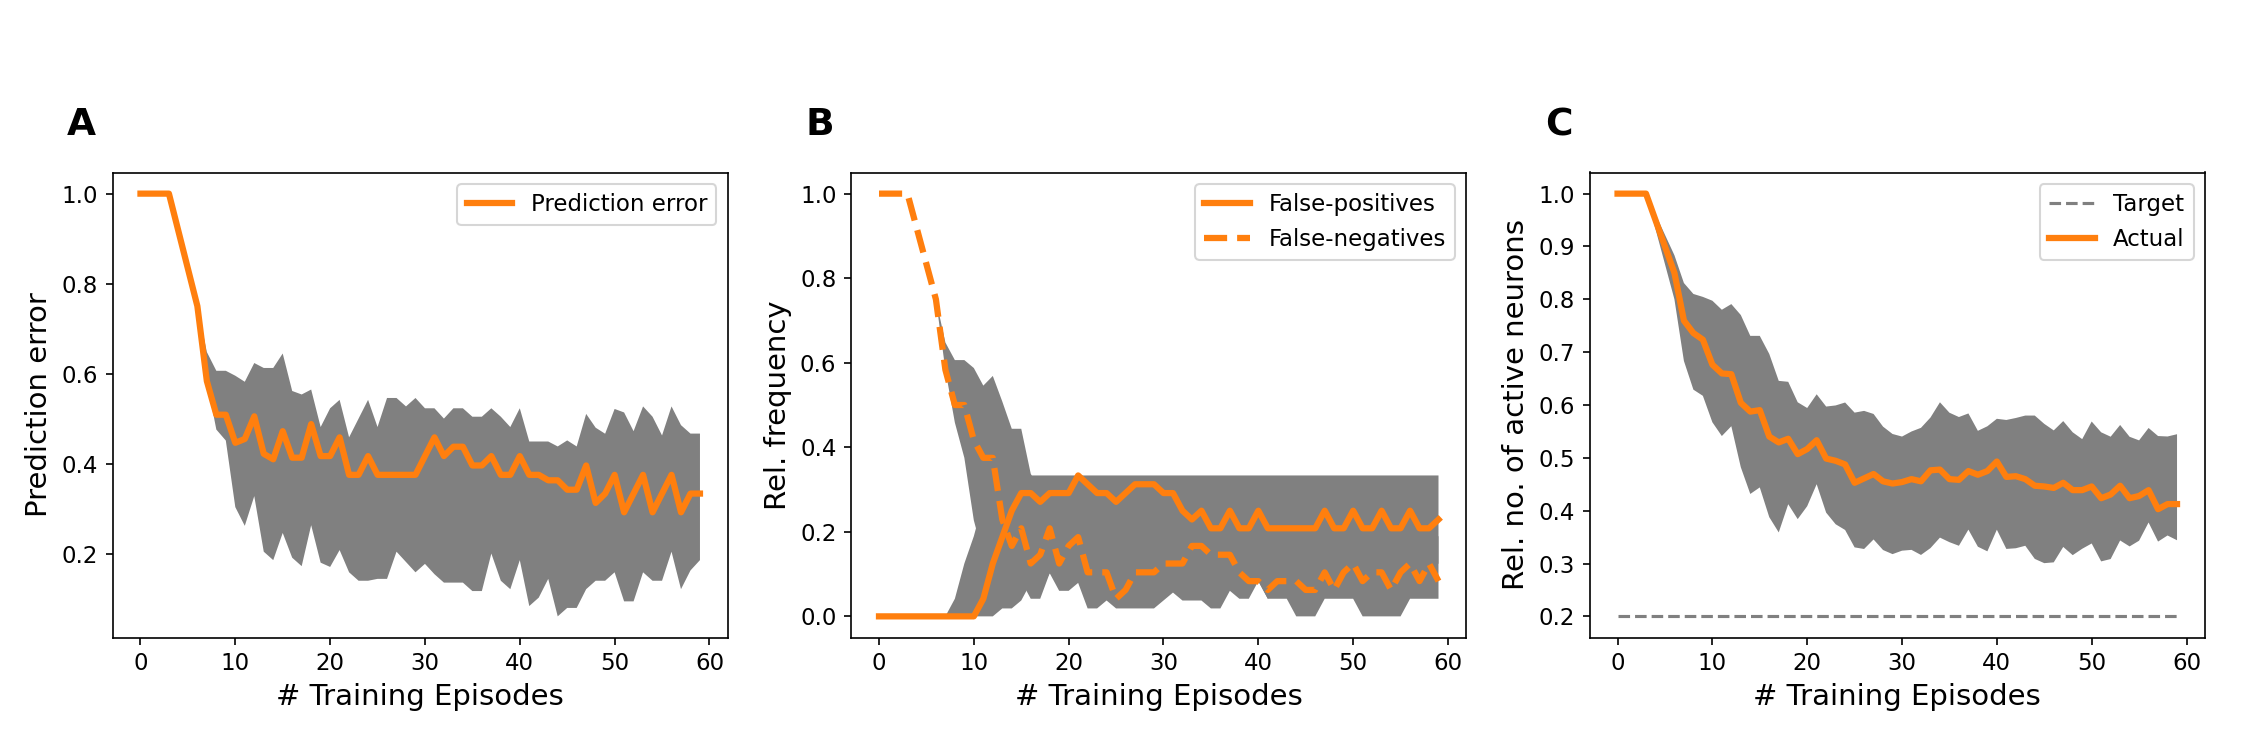 A
Prediction error
1.0
0.8
0.6
0.4
0.2
0
10
20
30
40
50
60
# Training Episodes
Prediction error
B
False-positives
False-negatives
1.0
0.8
0.6
0.4
0.2
0.0
0
10
20
30
40
50
60
# Training Episodes
Rel. frequency
C
Target
Actual
1.0
0.9
0.8
0.7
0.6
0.5
0.4
0.3
0.2
0
10
20
30
40
50
60
# Training Episodes
Rel. no. of active neurons